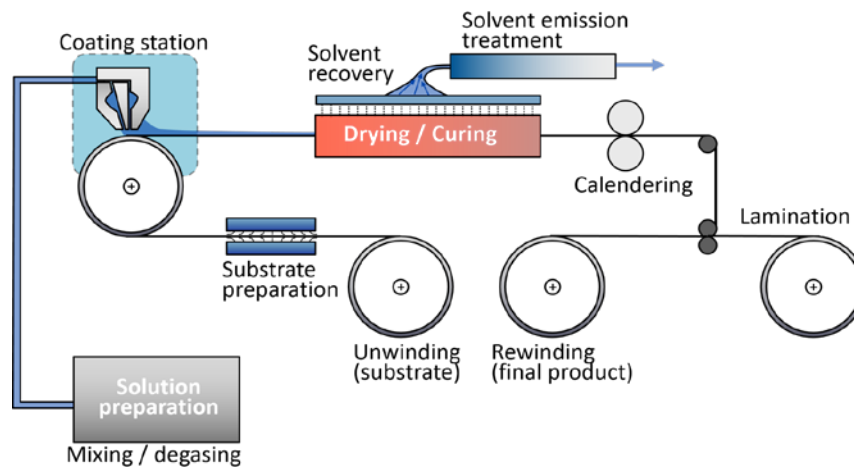 Coating station
Solvent emission
treatment
Solvent
recovery
Drying / Curing
Calendering
Lamination
Substrate
preparation
Unwinding
(substrate)
Rewinding
(final product)
Solution
preparation
Mixing / degasing